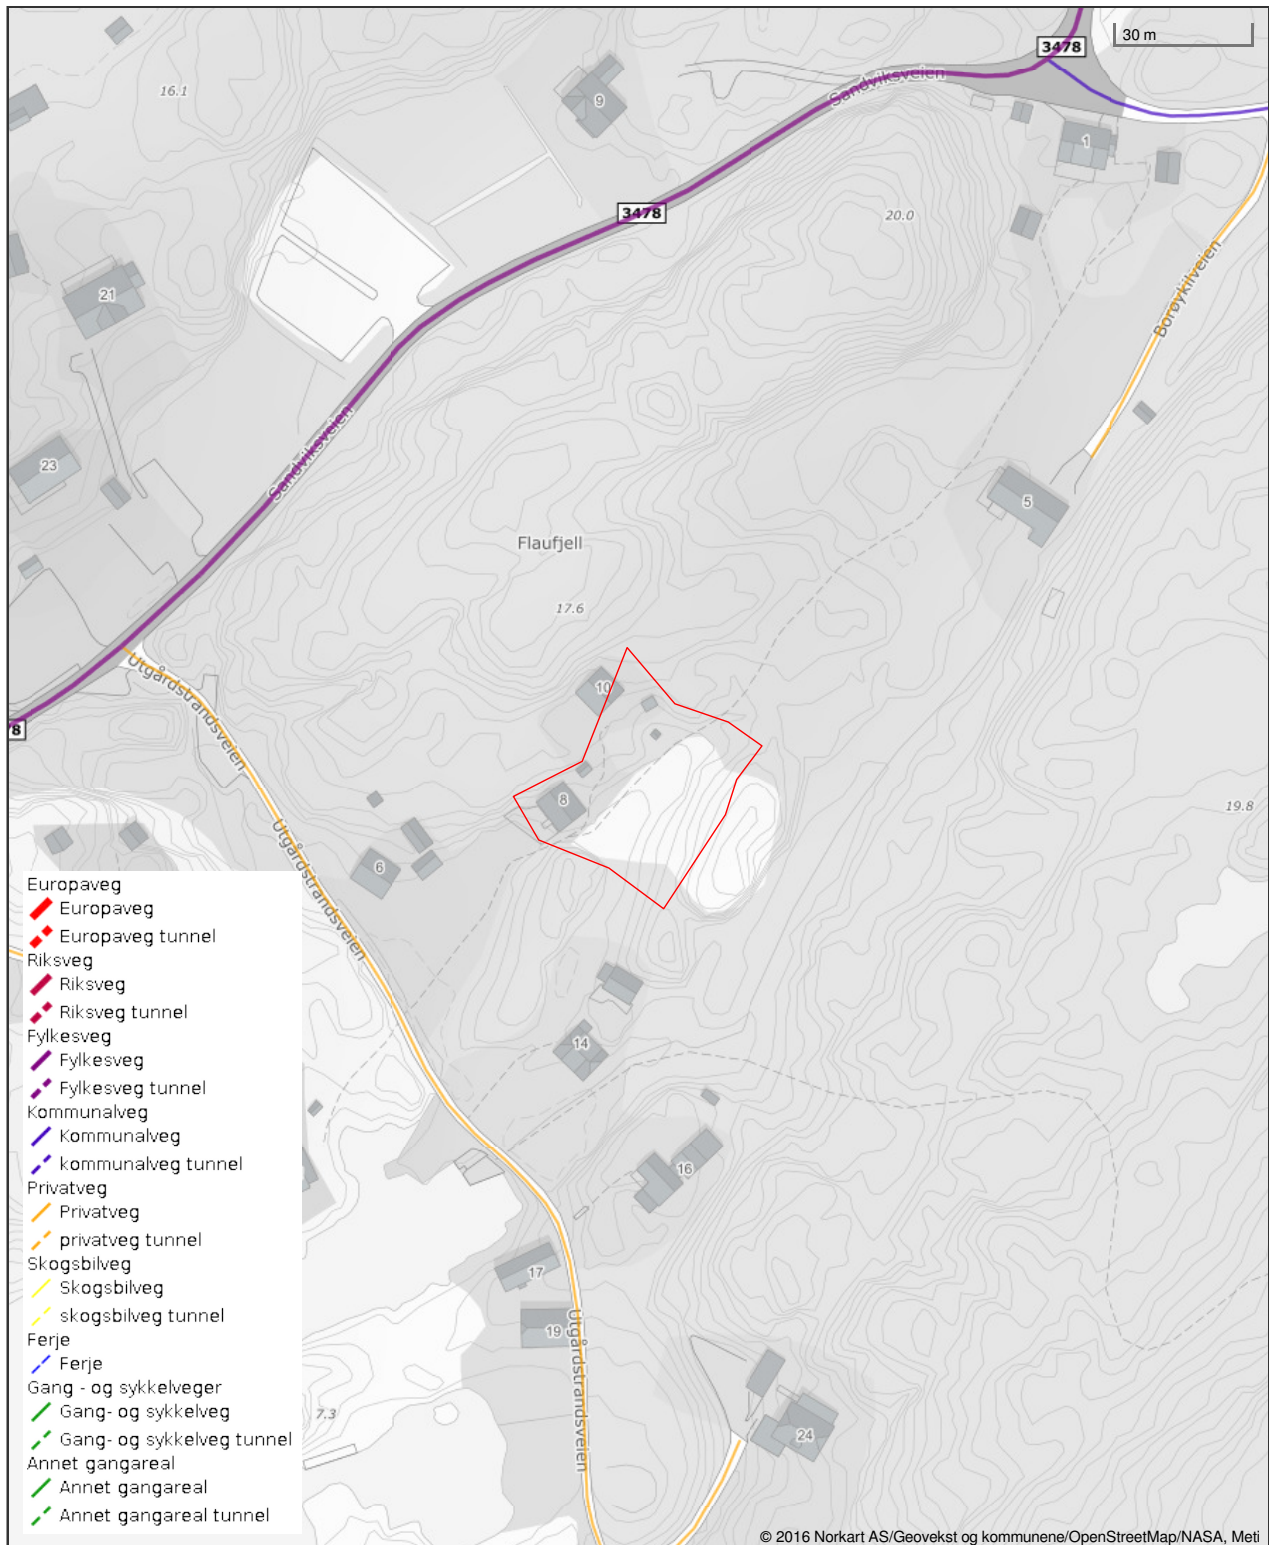 30 m
3478
Sandviksveien
16.1
9
1
3478
20.0
Borøykilveien
21
Sandviksveien
23
5
Flaufjell
17.6
Utgårdstrandsveien
10
78
8
19.8
6
Utgårdstrandsveien
Europaveg
Europaveg
Europaveg tunnel
Riksveg
Riksveg
Riksveg tunnel
Fylkesveg
Fylkesveg
Fylkesveg tunnel
Kommunalveg
Kommunalveg
kommunalveg tunnel
Privatveg
Privatveg
privatveg tunnel
Skogsbilveg
Skogsbilveg
skogsbilveg tunnel
Ferje
Ferje
Gang - og sykkelveger
Gang- og sykkelveg
Gang- og sykkelveg tunnel
Annet gangareal
Annet gangareal
Annet gangareal tunnel
14
16
17
19
Utgårdstrandsveien
7.3
24
© 2016 Norkart AS/Geovekst og kommunene/OpenStreetMap/NASA, Meti